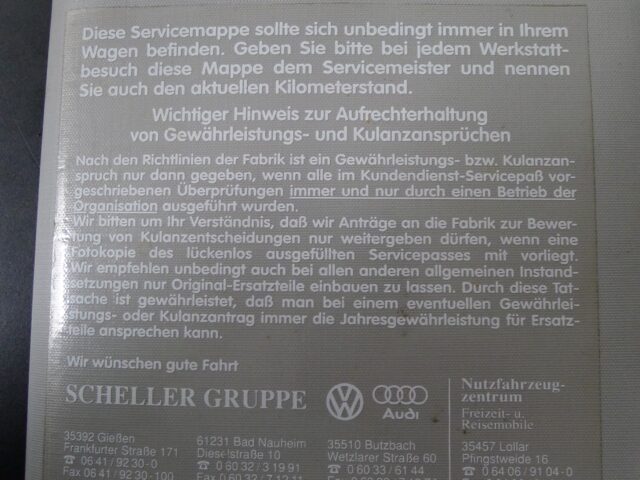 Diese Servicemappe sollte sich unbedingt immer in Ihrem
Wagen befinden. Geben Sie bitte bei jedem Werkstatt-
besuch diese Mappe dem Servicemeister und nennen
Sie auch den aktuellen Kilometerstand.
Wichtiger Hinweis zur Aufrechterhaltung
von Gewährleistungs- und Kulanzansprüchen
Nach den Richtlinien der Fabrik ist ein Gewährleistungs- bzw. Kulanzan-
spruch nur dann gegeben, wenn alle im Kundendienst-Servicepaß vor-
geschriebenen Überprüfungen immer und nur durch einen Betrieb der
Organisation ausgeführt wurden.
Wir bitten um Ihr Verständnis, daß wir Anträge an die Fabrik zur Bewer-
tung von Kulanzentscheidungen nur weitergeben dürfen, wenn eine
Fotokopie des lückenlos ausgefüllten Servicepasses mit vorliegt.
Wir empfehlen unbedingt auch bei allen anderen allgemeinen Instand-
setzungen nur Original-Ersatzteile einbauen zu lassen. Durch diese Tat-
sache ist gewährleistet, daß man bei einem eventuellen Gewährlei-
stungs- oder Kulanzantrag immer die Jahresgewährleistung für Ersatz-
teile ansprechen kann.
Wir wünschen gute Fahrt
SCHELLER GRUPPE
Audi
Nutzfahrzeug-
zentrum
Freizeit- u.
Reisemobile
35392 Gießen
Frankfurter Straße 171
☎ 06 41 / 92 30 - 0
Fax 06 41 / 92 30-100
61231 Bad Nauheim
Dieselstraße 10
☎ 0 60 32 / 3 19 91
35510 Butzbach
Wetzlarer Straße 60
☎ 0 60 33 / 61 44
35457 Lollar
Pfingstweide 16
☎ 0 64 06 / 91 04 - 0